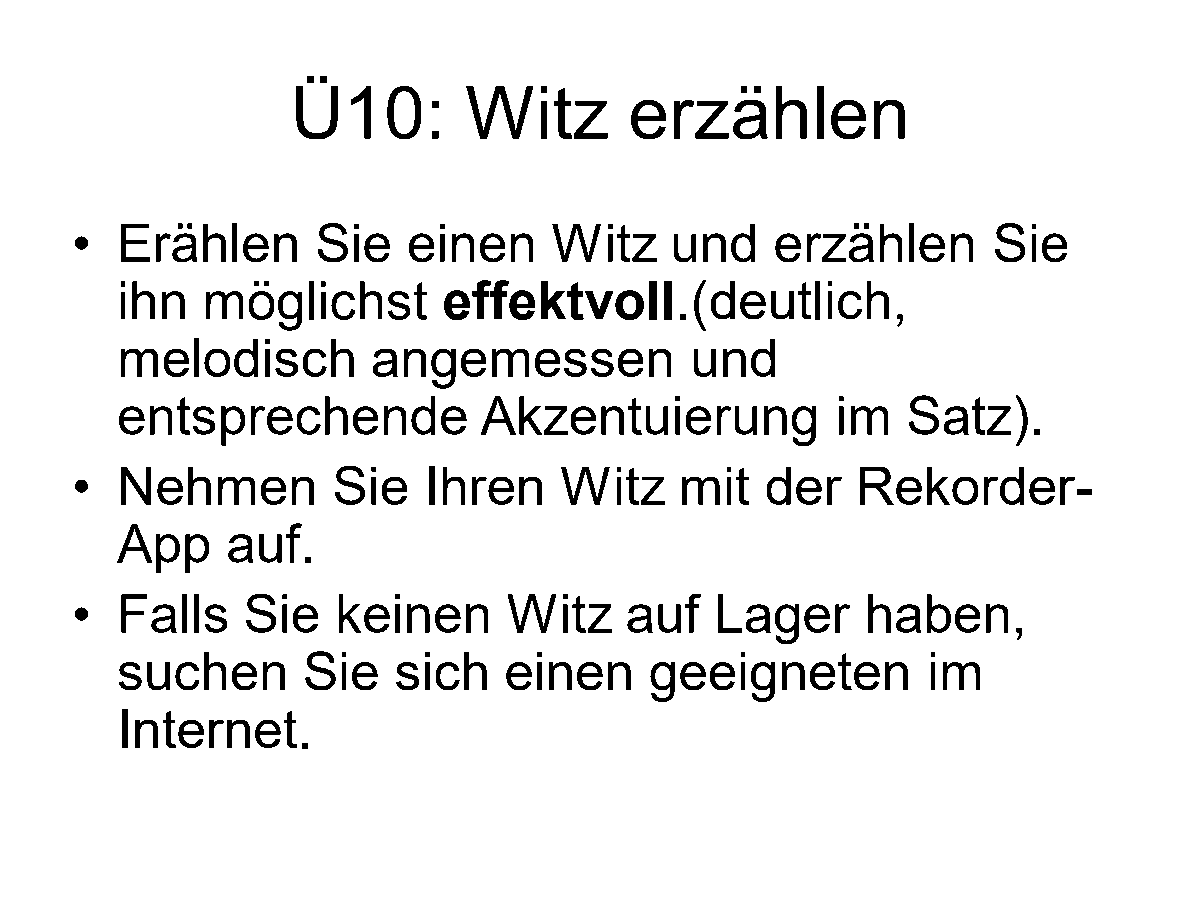 Ü10: Witz erzählen
• Erählen Sie einen Witz und erzählen Sie
ihn möglichst effektvoll.(deutlich,
melodisch angemessen und
entsprechende Akzentuierung im Satz).
• Nehmen Sie Ihren Witz mit der Rekorder-
App auf.
• Falls Sie keinen Witz auf Lager haben,
suchen Sie sich einen geeigneten im
Internet.